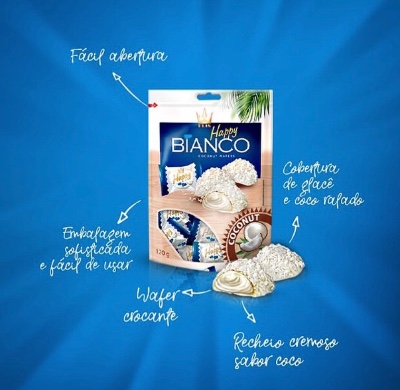 Fácil abertura
Happy
BIANCO
COCONUT WAFERS
Happy
Cobertura
de glacê
e coco ralado
COCONUT
Embalagem
sofisticada
e fácil de usar
120g
Wafer
crocante
Recheio cremoso
sabor coco